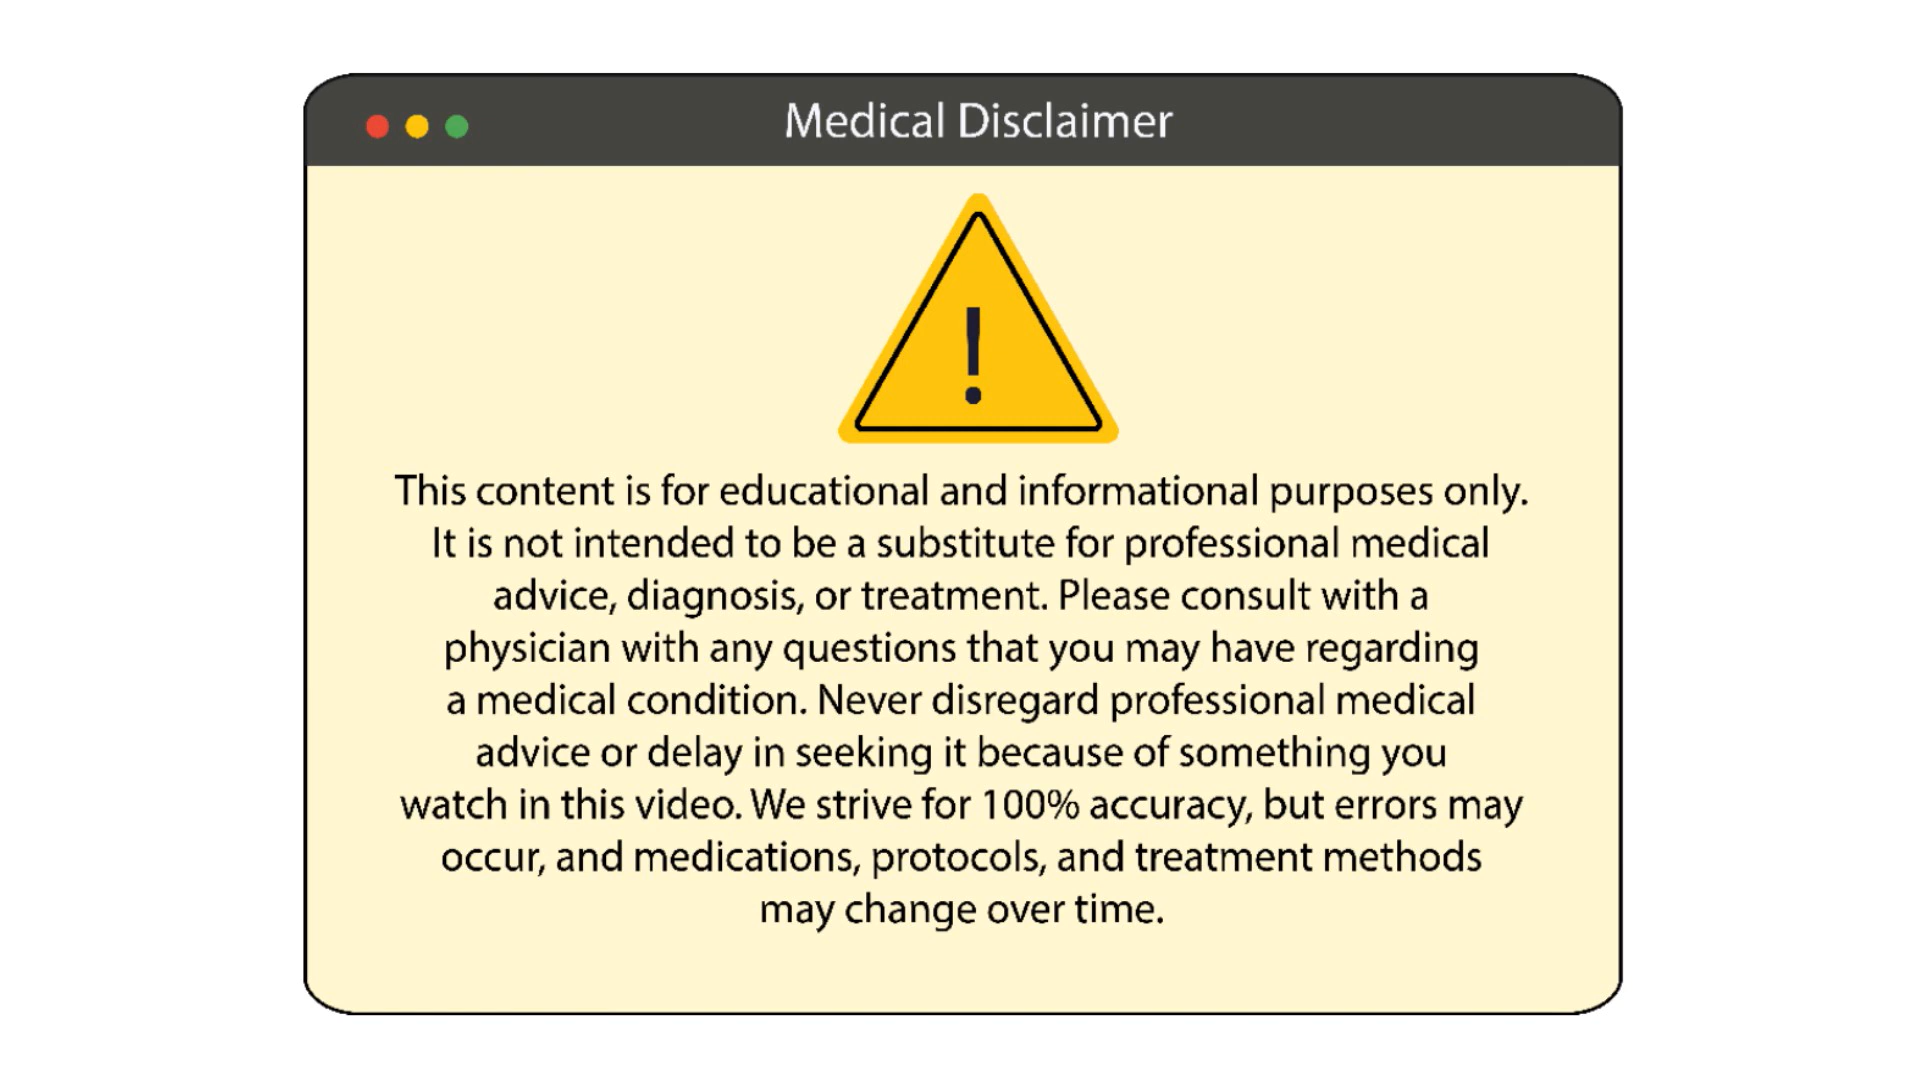 Medical Disclaimer
!
This content is for educational and informational purposes only.
It is not intended to be a substitute for professional medical
advice, diagnosis, or treatment. Please consult with a
physician with any questions that you may have regarding
a medical condition. Never disregard professional medical
advice or delay in seeking it because of something you
watch in this video. We strive for 100% accuracy, but errors may
occur, and medications, protocols, and treatment methods
may change over time.